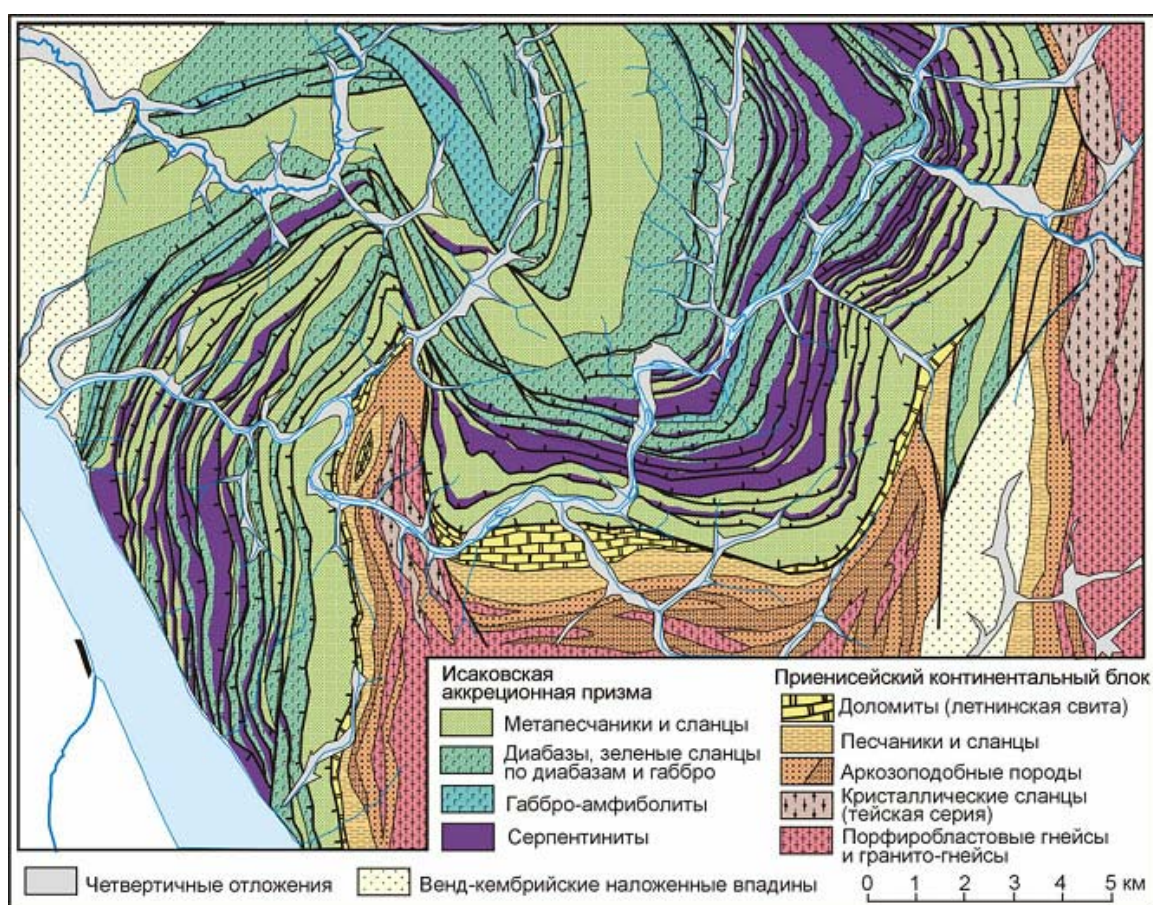 Исаковская
аккреционная призма
Метапесчаники и сланцы
Диабазы, зеленые сланцы
по диабазам и габбро
Габбро-амфиболиты
Серпентиниты
Приенисейский континентальный блок
Доломиты (летнинская свита)
Песчаники и сланцы
Аркозоподобные породы
Кристаллические сланцы
(тейская серия)
Порфиробластовые гнейсы
и гранито-гнейсы
Четвертичные отложения
Венд-кембрийские наложенные впадины
0 1 2 3 4 5 км